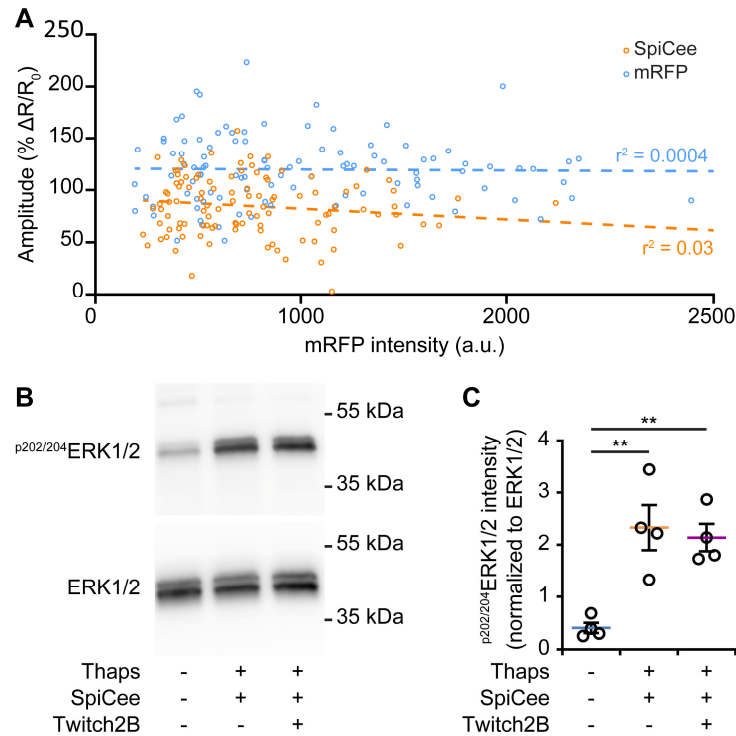 A
250
200
150
100
50
0
Amplitude (% ΔR/R₀)
SpiCee
mRFP
r² = 0.0004
r² = 0.03
0
1000
2000
2500
mRFP intensity (a.u.)
B
55 kDa
p202/204ERK1/2
35 kDa
55 kDa
ERK1/2
35 kDa
Thaps - + +
SpiCee - + +
Twitch2B - - +
C
**
**
4
3
2
1
0
p202/204ERK1/2 intensity
(normalized to ERK1/2)
Thaps - + +
SpiCee - + +
Twitch2B - - +